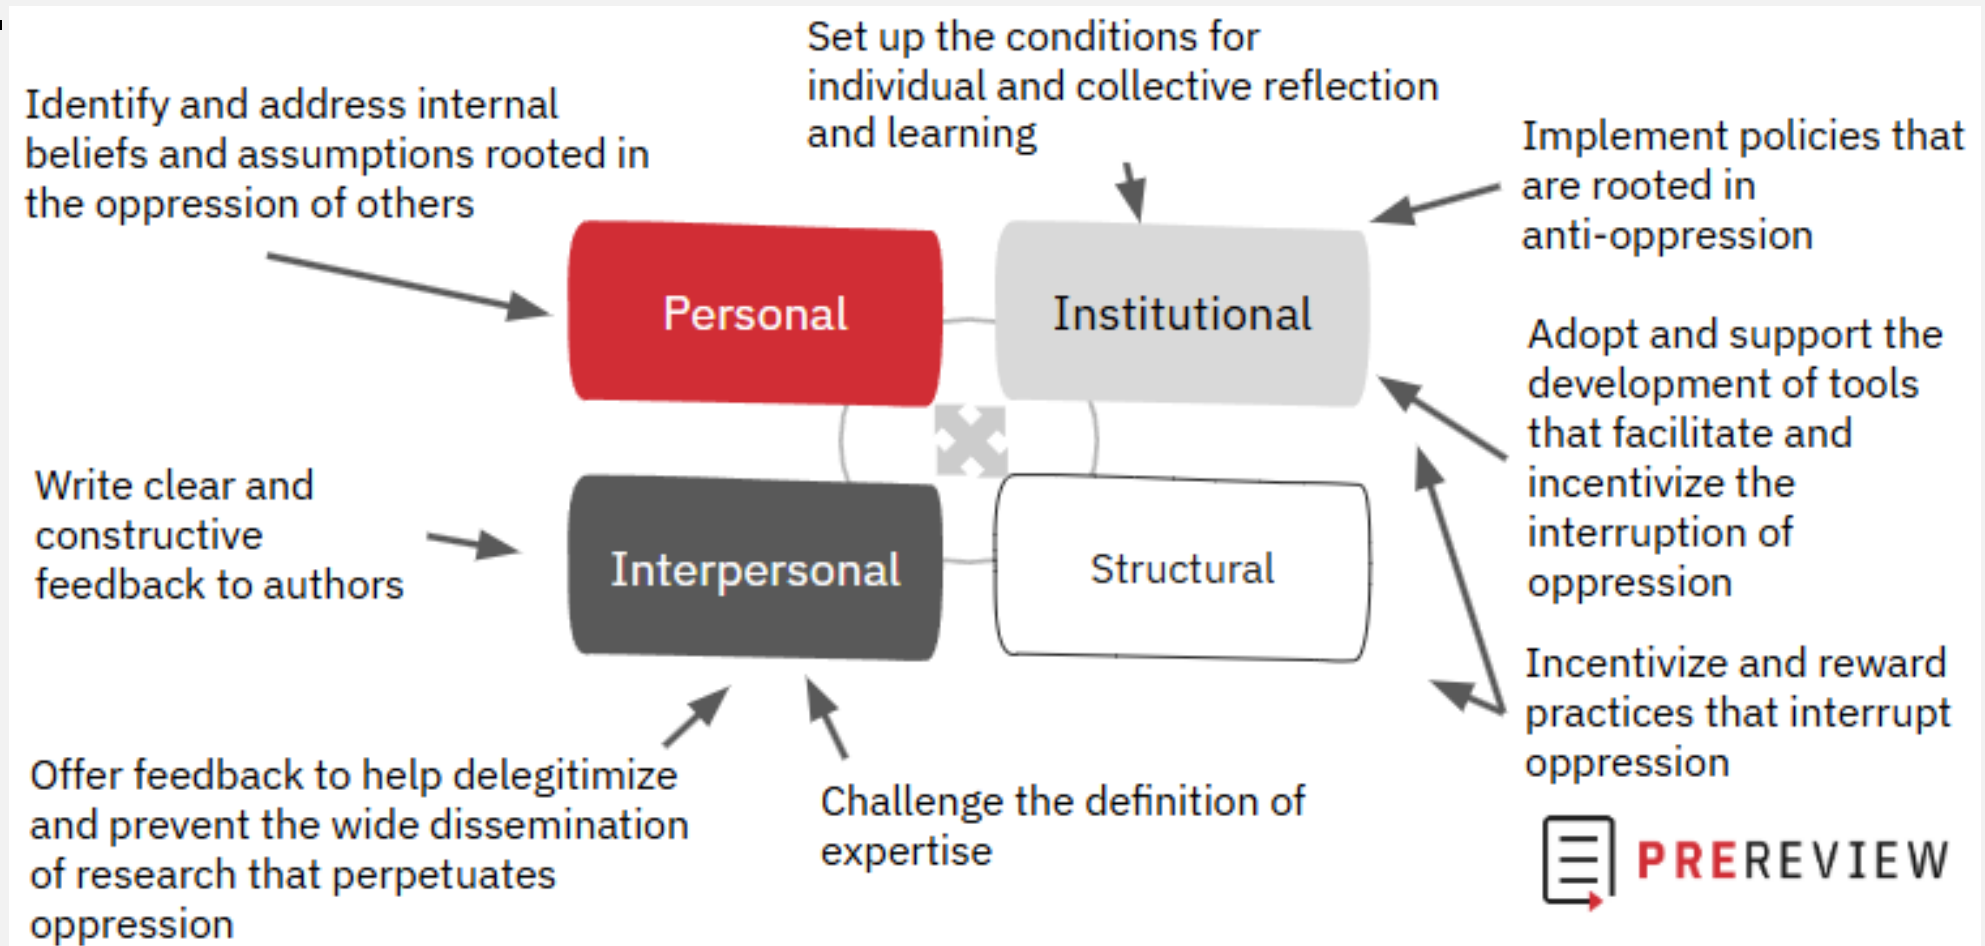 Set up the conditions for
individual and collective reflection
and learning
Identify and address internal
beliefs and assumptions rooted in
the oppression of others
Implement policies that
are rooted in
anti-oppression
Personal
Institutional
Adopt and support the
development of tools
that facilitate and
incentivize the
interruption of
oppression
Write clear and
constructive
feedback to authors
Interpersonal
Structural
Incentivize and reward
practices that interrupt
oppression
Offer feedback to help delegitimize
and prevent the wide dissemination
of research that perpetuates
oppression
Challenge the definition of
expertise
PREREVIEW